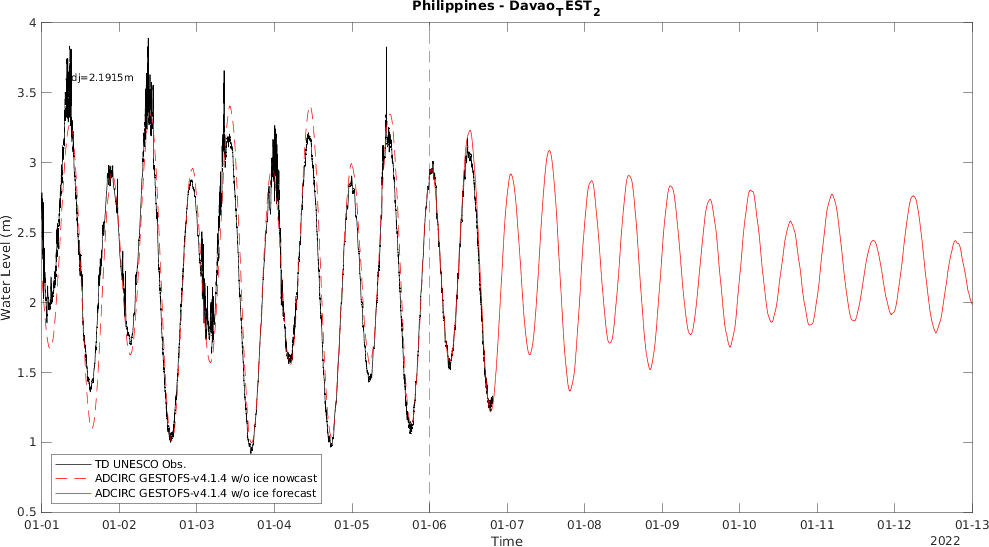 Philippines - Davao_TEST_2
4
3.5
3
2.5
2
1.5
1
0.5
Water Level (m)
dj=2.1915m
TD UNESCO Obs.
ADCIRC GESTOFS-v4.1.4 w/o ice nowcast
ADCIRC GESTOFS-v4.1.4 w/o ice forecast
01-01 01-02 01-03 01-04 01-05 01-06 01-07 01-08 01-09 01-10 01-11 01-12 01-13
Time
2022